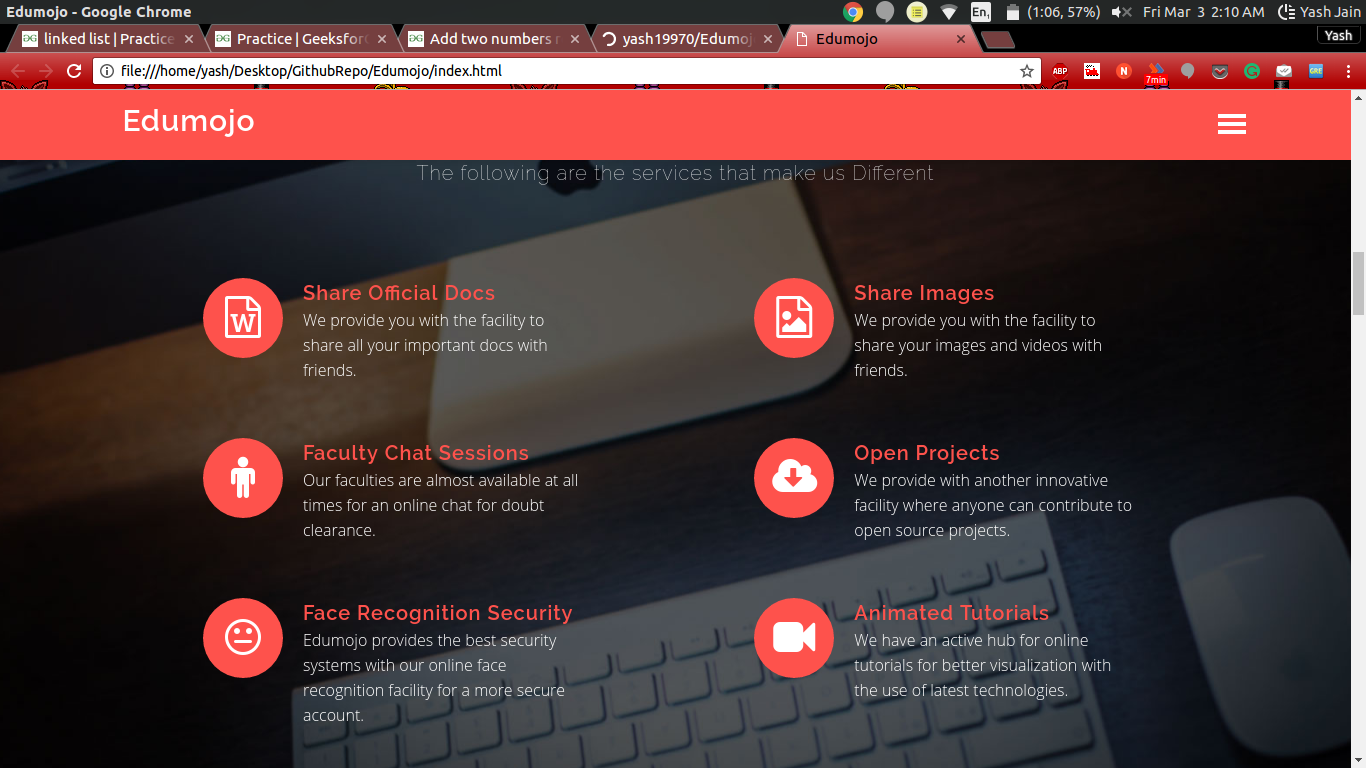 Edumojo - Google Chrome
En1
(1:06, 57%)
Fri Mar 3 2:10 AM
Yash Jain
linked list | Practice
Practice | Geeksfor
Add two numbers
yash19970/Edumoj
Edumojo
Yash
file:///home/yash/Desktop/GithubRepo/Edumojo/index.html
ABP
N
7min
GRE
Edumojo
The following are the services that make us Different
W
Share Official Docs
We provide you with the facility to
share all your important docs with
friends.
Share Images
We provide you with the facility to
share your images and videos with
friends.
Faculty Chat Sessions
Our faculties are almost available at all
times for an online chat for doubt
clearance.
Open Projects
We provide with another innovative
facility where anyone can contribute to
open source projects.
Face Recognition Security
Edumojo provides the best security
systems with our online face
recognition facility for a more secure
account.
Animated Tutorials
We have an active hub for online
tutorials for better visualization with
the use of latest technologies.